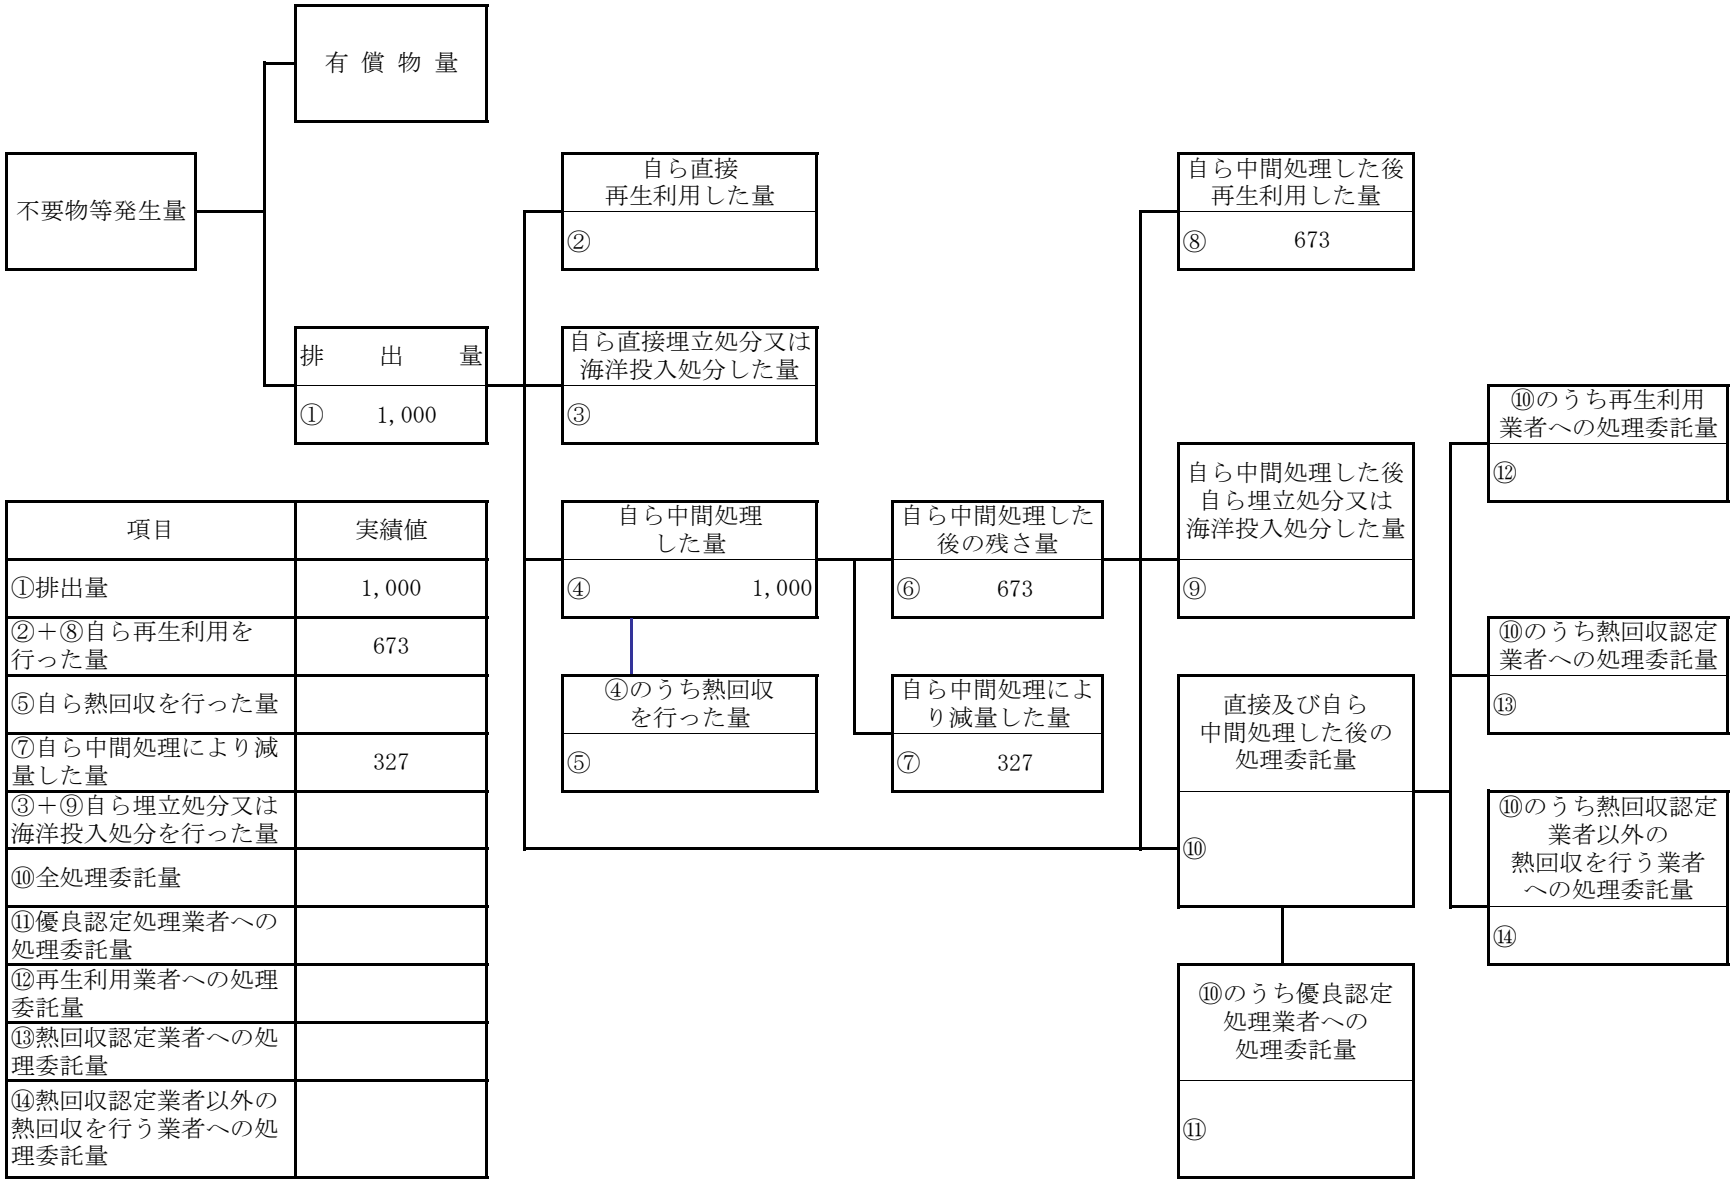 有償物量
不要物等発生量
排出量
① 1,000
自ら直接
再生利用した量
②
自ら直接埋立処分又は
海洋投入処分した量
③
自ら中間処理
した量
④ 1,000
④のうち熱回収
を行った量
⑤
自ら中間処理した
後の残さ量
⑥ 673
自ら中間処理によ
り減量した量
⑦ 327
自ら中間処理した後
再生利用した量
⑧ 673
自ら中間処理した後
自ら埋立処分又は
海洋投入処分した量
⑨
直接及び自ら
中間処理した後の
処理委託量
⑩
⑩のうち優良認定
処理業者への
処理委託量
⑪
⑩のうち再生利用
業者への処理委託量
⑫
⑩のうち熱回収認定
業者への処理委託量
⑬
⑩のうち熱回収認定
業者以外の
熱回収を行う業者
への処理委託量
⑭
項目 実績値
①排出量 1,000
②+⑧自ら再生利用を
行った量 673
⑤自ら熱回収を行った量
⑦自ら中間処理により減
量した量 327
③+⑨自ら埋立処分又は
海洋投入処分を行った量
⑩全処理委託量
⑪優良認定処理業者への
処理委託量
⑫再生利用業者への処理
委託量
⑬熱回収認定業者への処
理委託量
⑭熱回収認定業者以外の
熱回収を行う業者への処
理委託量